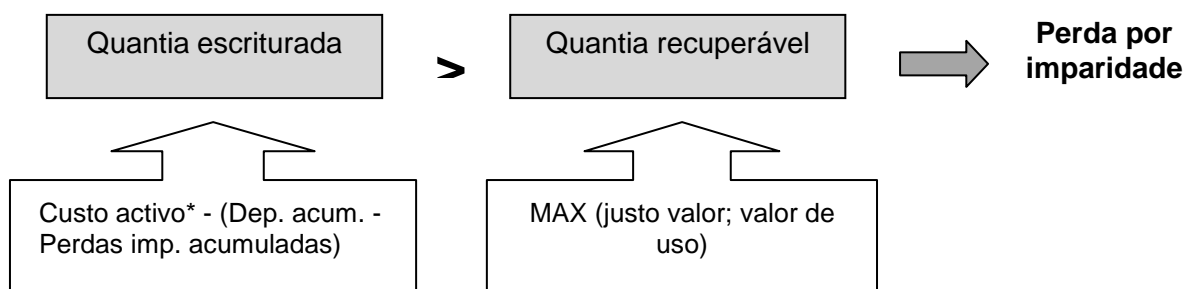 Quantia escriturada
>
Quantia recuperável
Perda por
imparidade
Custo activo* - (Dep. acum. -
Perdas imp. acumuladas)
MAX (justo valor; valor de
uso)